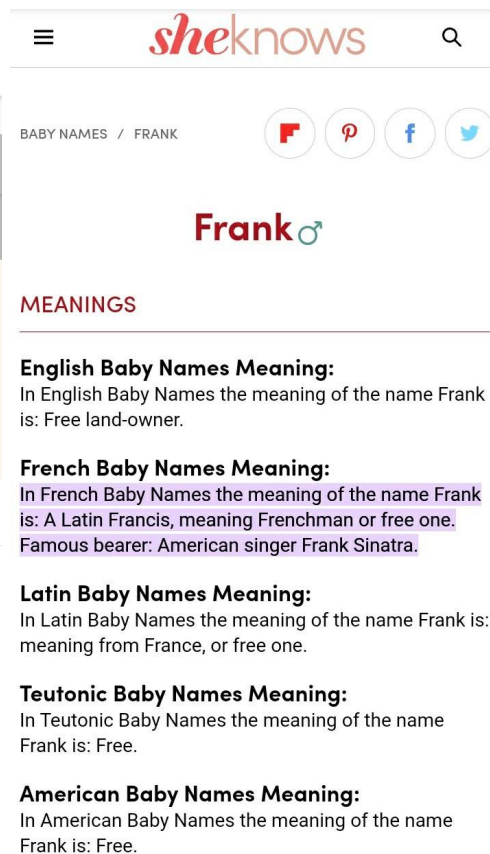 sheknows
BABY NAMES / FRANK
Frank
MEANINGS
English Baby Names Meaning:
In English Baby Names the meaning of the name Frank
is: Free land-owner.
French Baby Names Meaning:
In French Baby Names the meaning of the name Frank
is: A Latin Francis, meaning Frenchman or free one.
Famous bearer: American singer Frank Sinatra.
Latin Baby Names Meaning:
In Latin Baby Names the meaning of the name Frank is:
meaning from France, or free one.
Teutonic Baby Names Meaning:
In Teutonic Baby Names the meaning of the name
Frank is: Free.
American Baby Names Meaning:
In American Baby Names the meaning of the name
Frank is: Free.